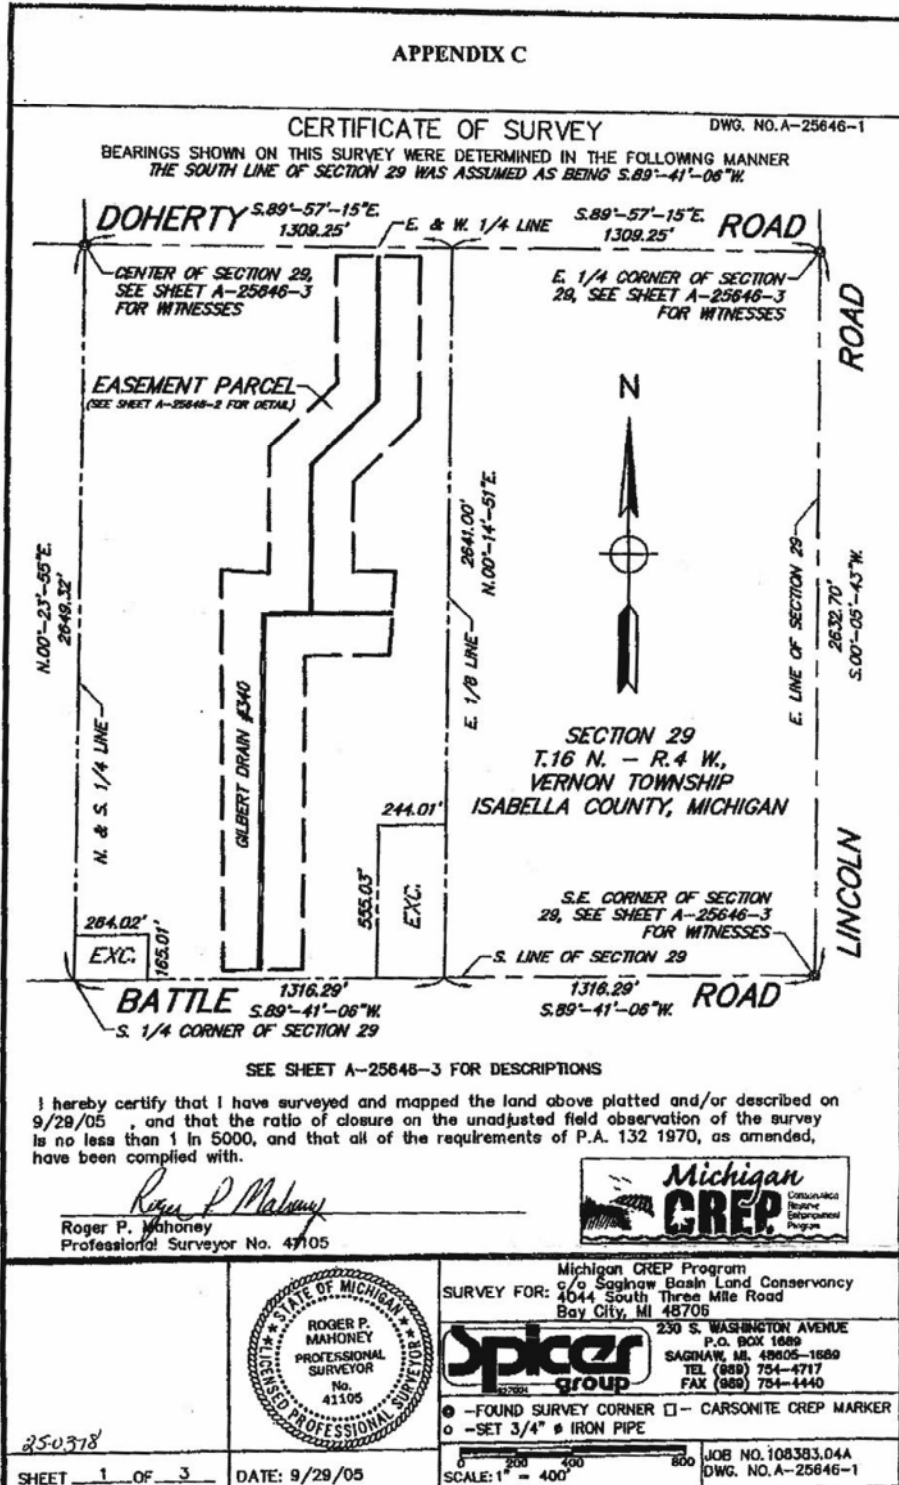 APPENDIX C
CERTIFICATE OF SURVEY
DWG. NO.A-25646-1
BEARINGS SHOWN ON THIS SURVEY WERE DETERMINED IN THE FOLLOWING MANNER
THE SOUTH LINE OF SECTION 29 WAS ASSUMED AS BEING S.89°-41'-06"W.
DOHERTY
S.89°-57'-15"E.
1309.25'
E. & W. 1/4 LINE
S.89°-57'-15"E.
1309.25'
ROAD
CENTER OF SECTION 29,
SEE SHEET A-25646-3
FOR WITNESSES
E. 1/4 CORNER OF SECTION
29, SEE SHEET A-25646-3
FOR WITNESSES
ROAD
EASEMENT PARCEL
(SEE SHEET A-25646-2 FOR DETAIL)
N
N.00°-23'-55"E.
2649.32'
2641.00'
N.00°-14'-51"E.
E. LINE OF SECTION 29
2632.70'
S.00°-05'-43"W.
N. & S. 1/4 LINE
GILBERT DRAIN #340
E. 1/8 LINE
SECTION 29
T.16 N. - R.4 W.,
VERNON TOWNSHIP
ISABELLA COUNTY, MICHIGAN
244.01'
555.03'
EXC.
264.02'
EXC.
165.01'
S.E. CORNER OF SECTION
29, SEE SHEET A-25646-3
FOR WITNESSES
LINCOLN
S. LINE OF SECTION 29
BATTLE
1316.29'
S.89°-41'-06"W.
1316.29'
S.89°-41'-06"W.
ROAD
S. 1/4 CORNER OF SECTION 29
SEE SHEET A-25646-3 FOR DESCRIPTIONS
I hereby certify that I have surveyed and mapped the land above platted and/or described on
9/29/05 , and that the ratio of closure on the unadjusted field observation of the survey
is no less than 1 in 5000, and that all of the requirements of P.A. 132 1970, as amended,
have been complied with.
Roger P. Mahoney
Roger P. Mahoney
Professional Surveyor No. 41105
Michigan
CREP
Conservation
Reserve
Enhancement
Program
STATE OF MICHIGAN
ROGER P.
MAHONEY
PROFESSIONAL
SURVEYOR
No.
41105
LICENSED PROFESSIONAL SURVEYOR
SURVEY FOR:
Michigan CREP Program
c/o Saginaw Basin Land Conservancy
4044 South Three Mile Road
Bay City, MI 48706
Spicer
group
230 S. WASHINGTON AVENUE
P.O. BOX 1689
SAGINAW, MI. 48605-1689
TEL (989) 754-4717
FAX (989) 754-4440
-FOUND SURVEY CORNER
- CARSONITE CREP MARKER
-SET 3/4" ø IRON PIPE
250378
SHEET 1 OF 3
DATE: 9/29/05
0 200 400 800
SCALE: 1" = 400'
JOB NO.108383.04A
DWG. NO.A-25646-1